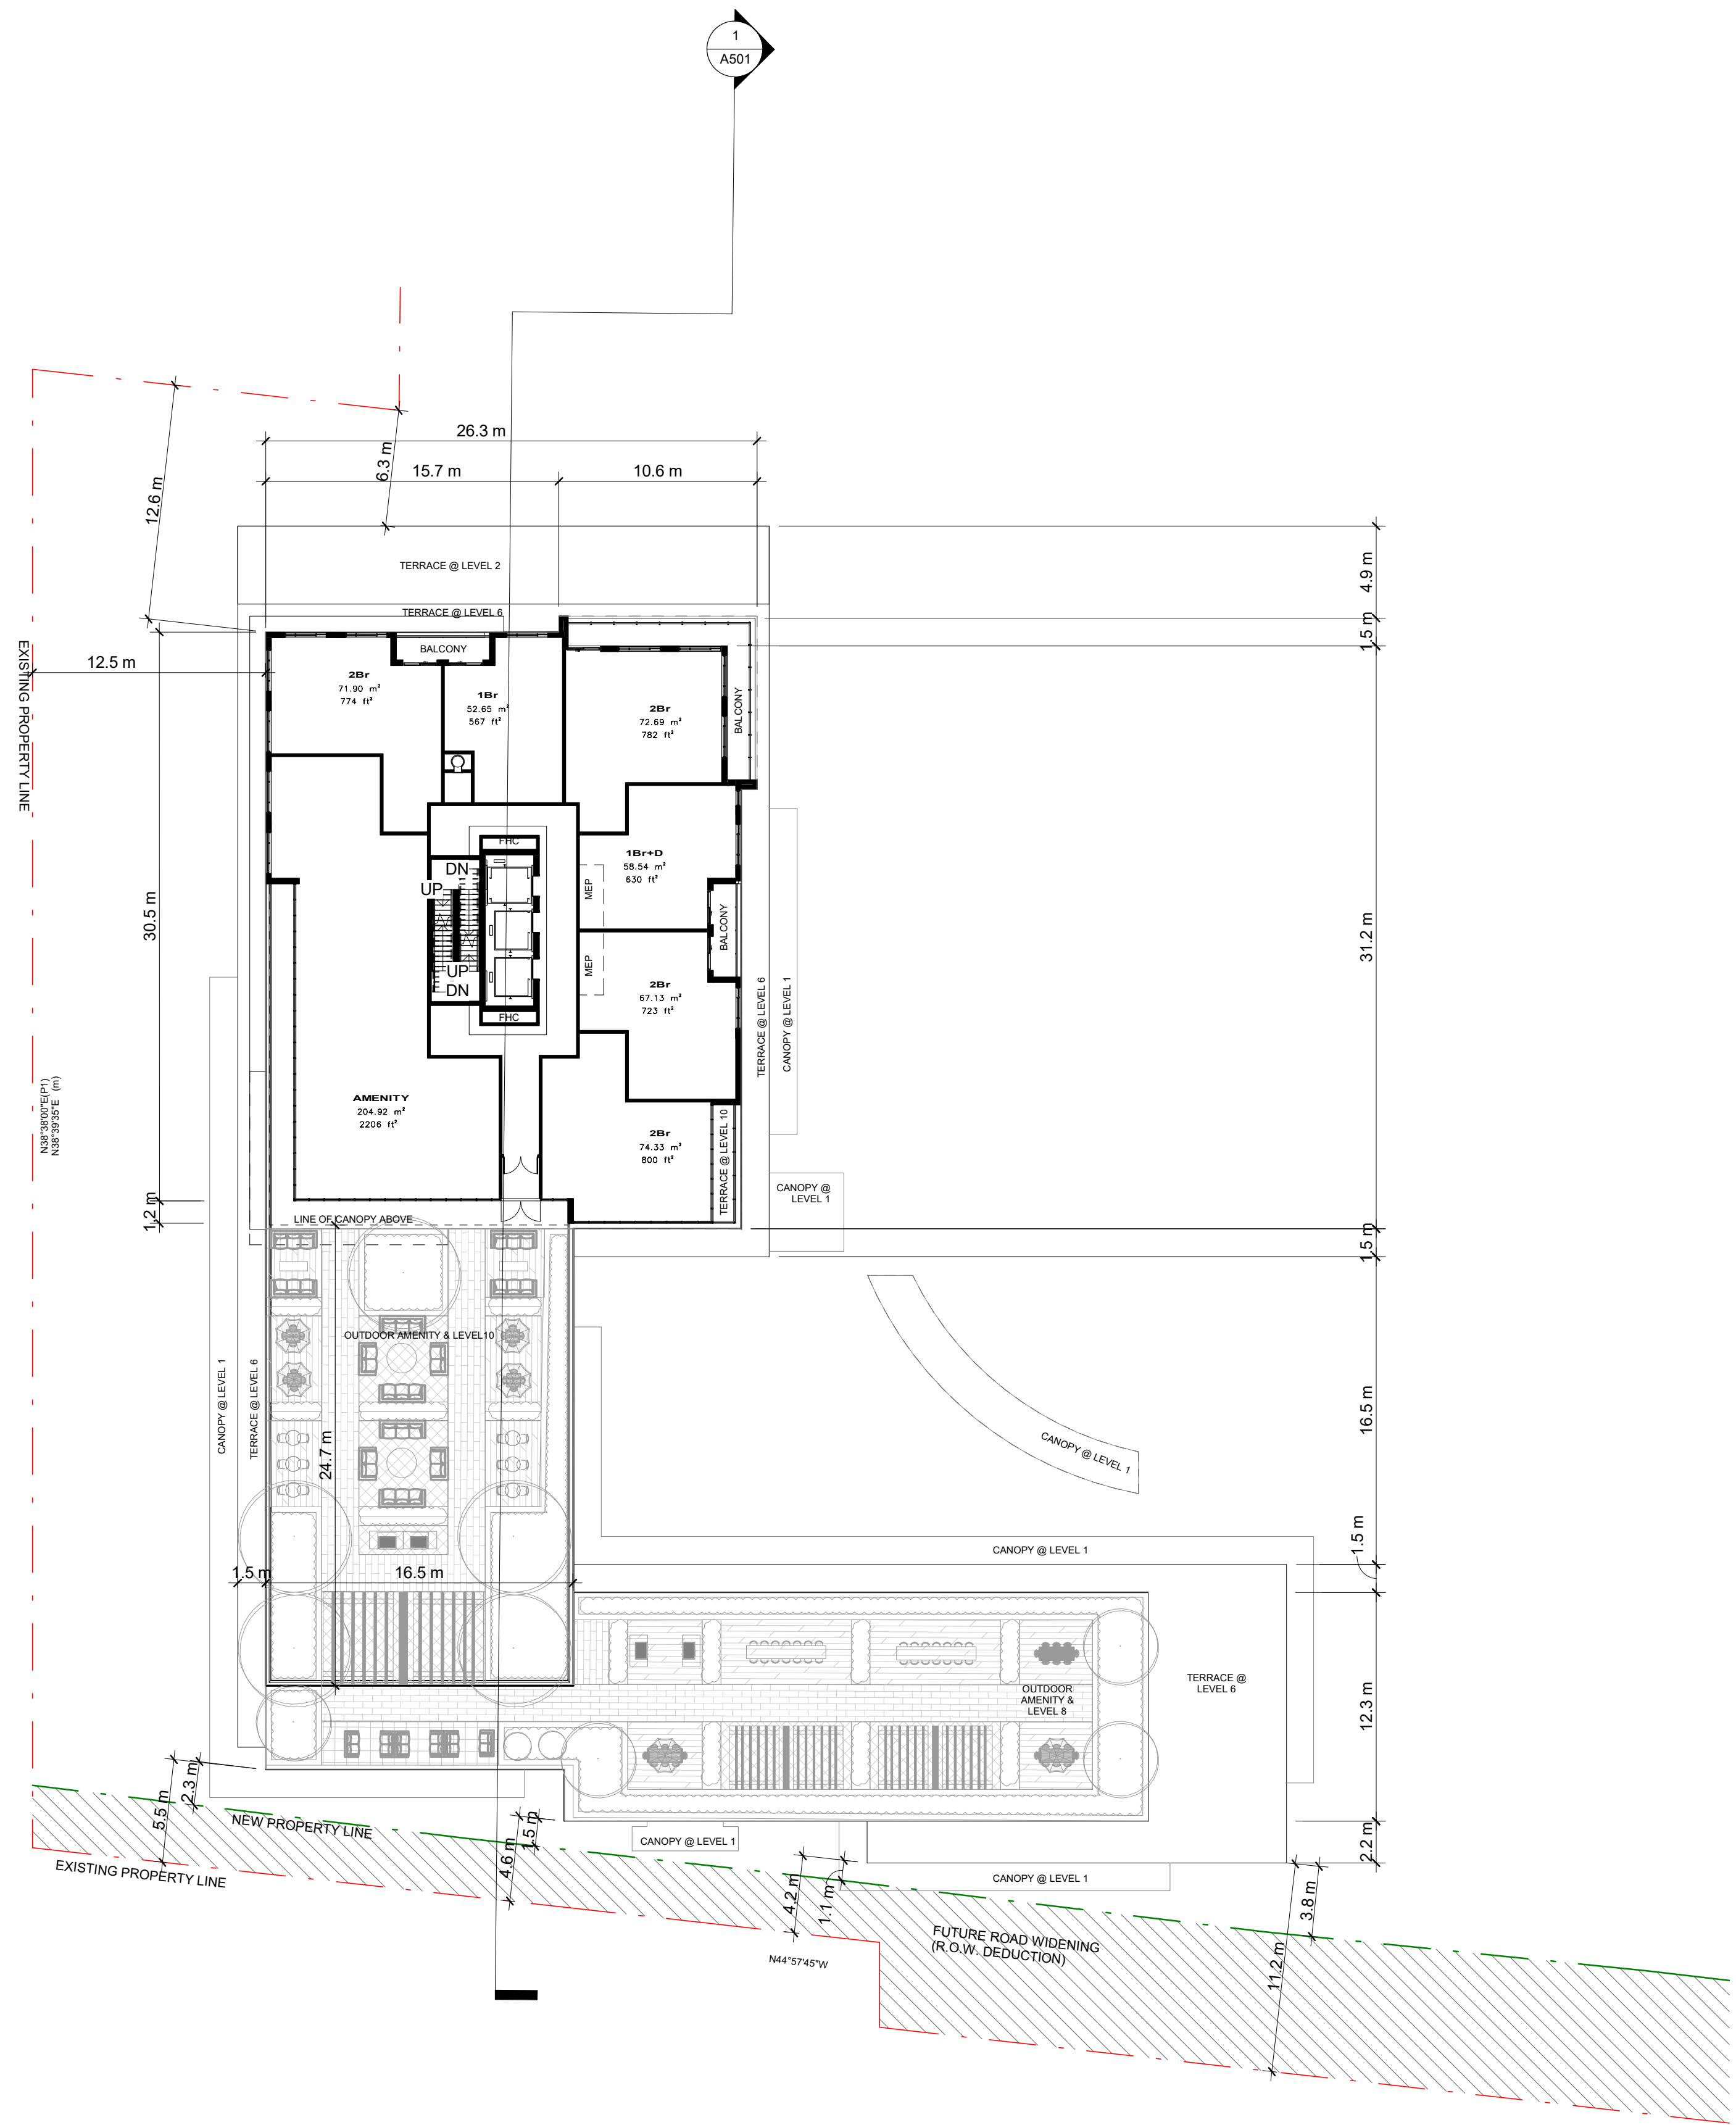 1
A501
26.3 m
15.7 m
10.6 m
6.3 m
12.6 m
TERRACE @ LEVEL 2
4.9 m
TERRACE @ LEVEL 6
1.5 m
BALCONY
12.5 m
EXISTING PROPERTY LINE
2Br
71.90 m²
774 ft²
1Br
52.65 m²
567 ft²
2Br
72.69 m²
782 ft²
BALCONY
FHC
DN
UP
UP
DN
FHC
MEP
MEP
1Br+D
58.54 m²
630 ft²
BALCONY
30.5 m
31.2 m
2Br
67.13 m²
723 ft²
TERRACE @ LEVEL 6
CANOPY @ LEVEL 1
N38°38'00"E(P1)
N38°39'35"E (m)
AMENITY
204.92 m²
2206 ft²
2Br
74.33 m²
800 ft²
TERRACE @ LEVEL 10
CANOPY @
LEVEL 1
1.2 m
LINE OF CANOPY ABOVE
1.5 m
OUTDOOR AMENITY & LEVEL10
CANOPY @ LEVEL 1
TERRACE @ LEVEL 6
24.7 m
16.5 m
CANOPY @ LEVEL 1
1.5 m
CANOPY @ LEVEL 1
1.5 m
16.5 m
TERRACE @
LEVEL 6
OUTDOOR
AMENITY &
LEVEL 8
12.3 m
5.5 m
2.3 m
NEW PROPERTY LINE
EXISTING PROPERTY LINE
4.6 m
1.5 m
CANOPY @ LEVEL 1
2.2 m
4.2 m
1.1 m
CANOPY @ LEVEL 1
3.8 m
FUTURE ROAD WIDENING
(R.O.W. DEDUCTION)
N44°57'45"W
11.2 m